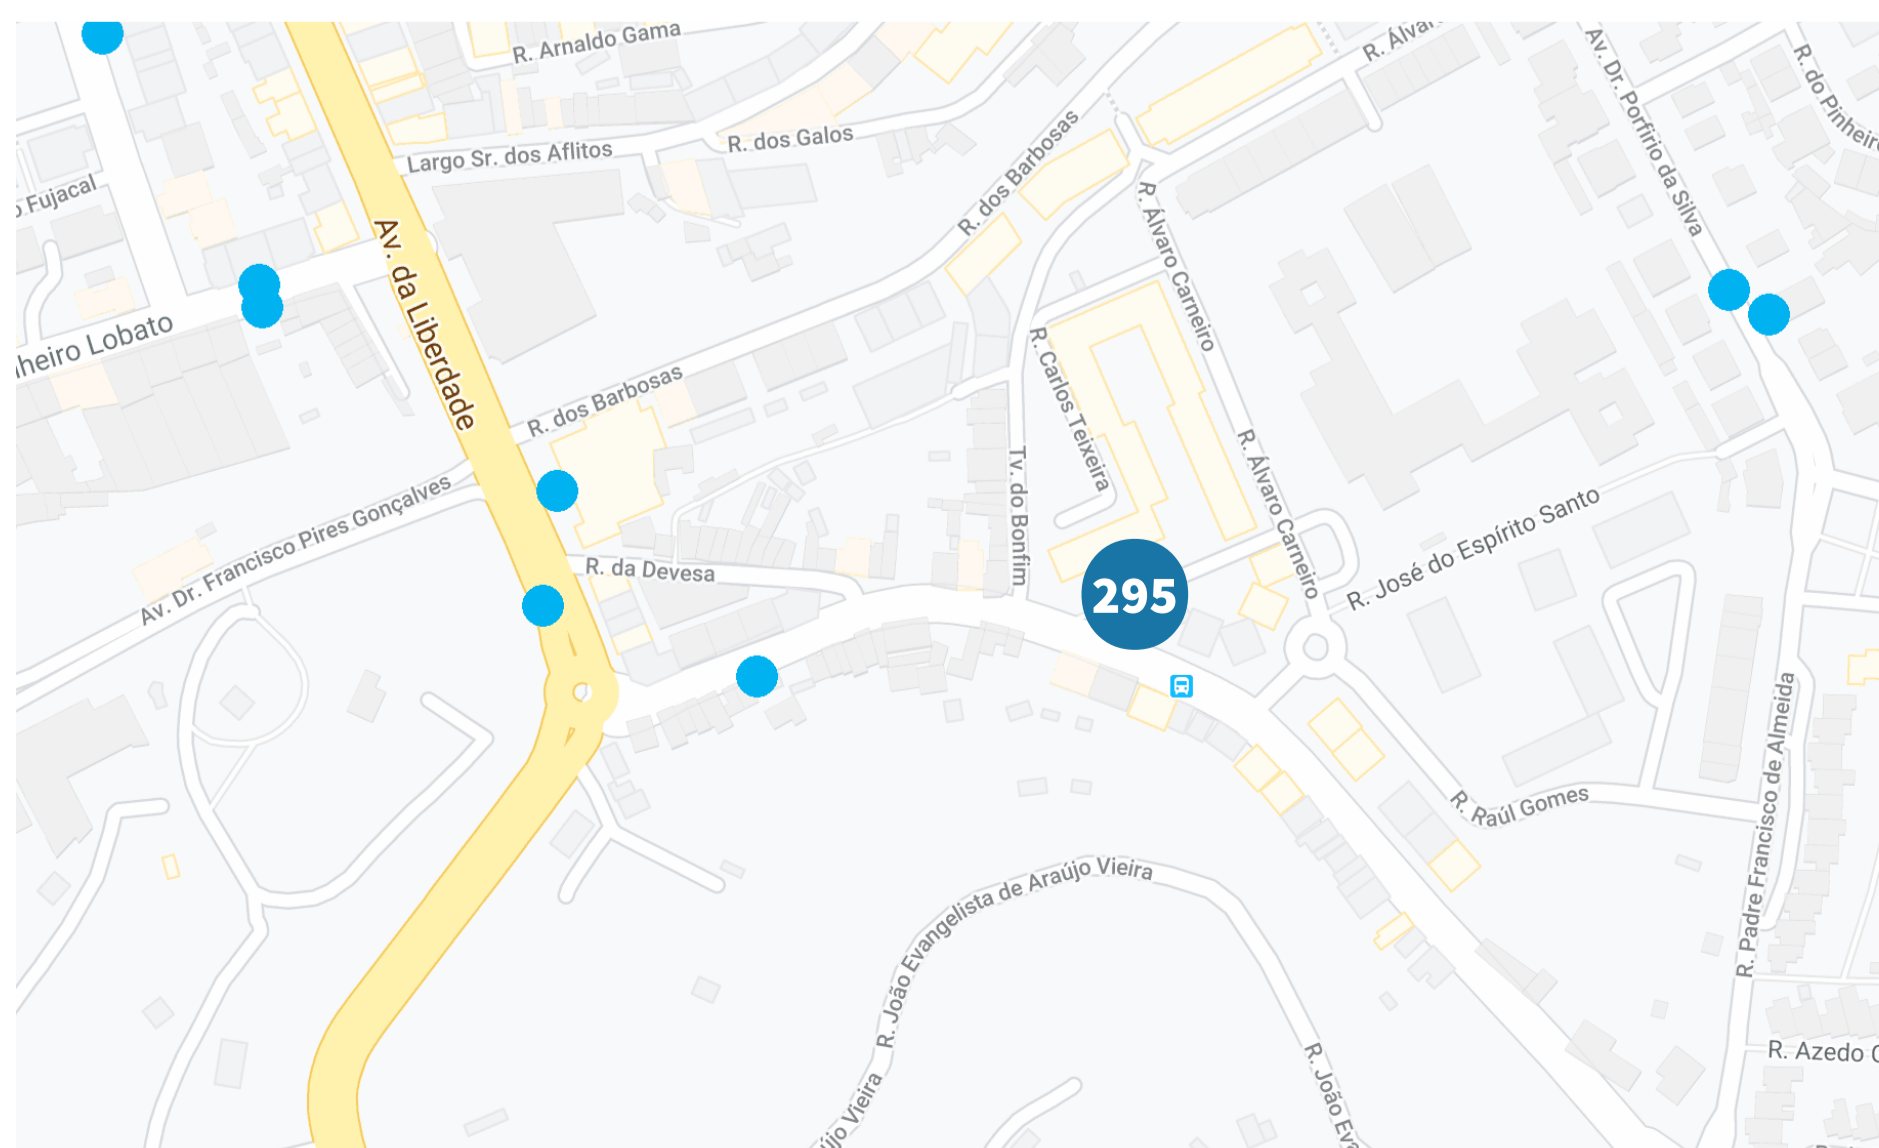 R. Arnaldo Gama
R. Álvar
Av. Dr. Porfírio da Silva
R. do Pinheir
Largo Sr. dos Aflitos
R. dos Galos
R. dos Barbosas
Fujacal
R. Álvaro Carneiro
Av. da Liberdade
heiro Lobato
R. dos Barbosas
R. Carlos Teixeira
R. Álvaro Carneiro
Tv. do Bonfim
Av. Dr. Francisco Pires Gonçalves
R. da Devesa
295
R. José do Espírito Santo
R. Padre Francisco de Almeida
R. Raúl Gomes
R. João Evangelista de Araújo Vieira
R. Azedo
R. João Eva
újo Vieira